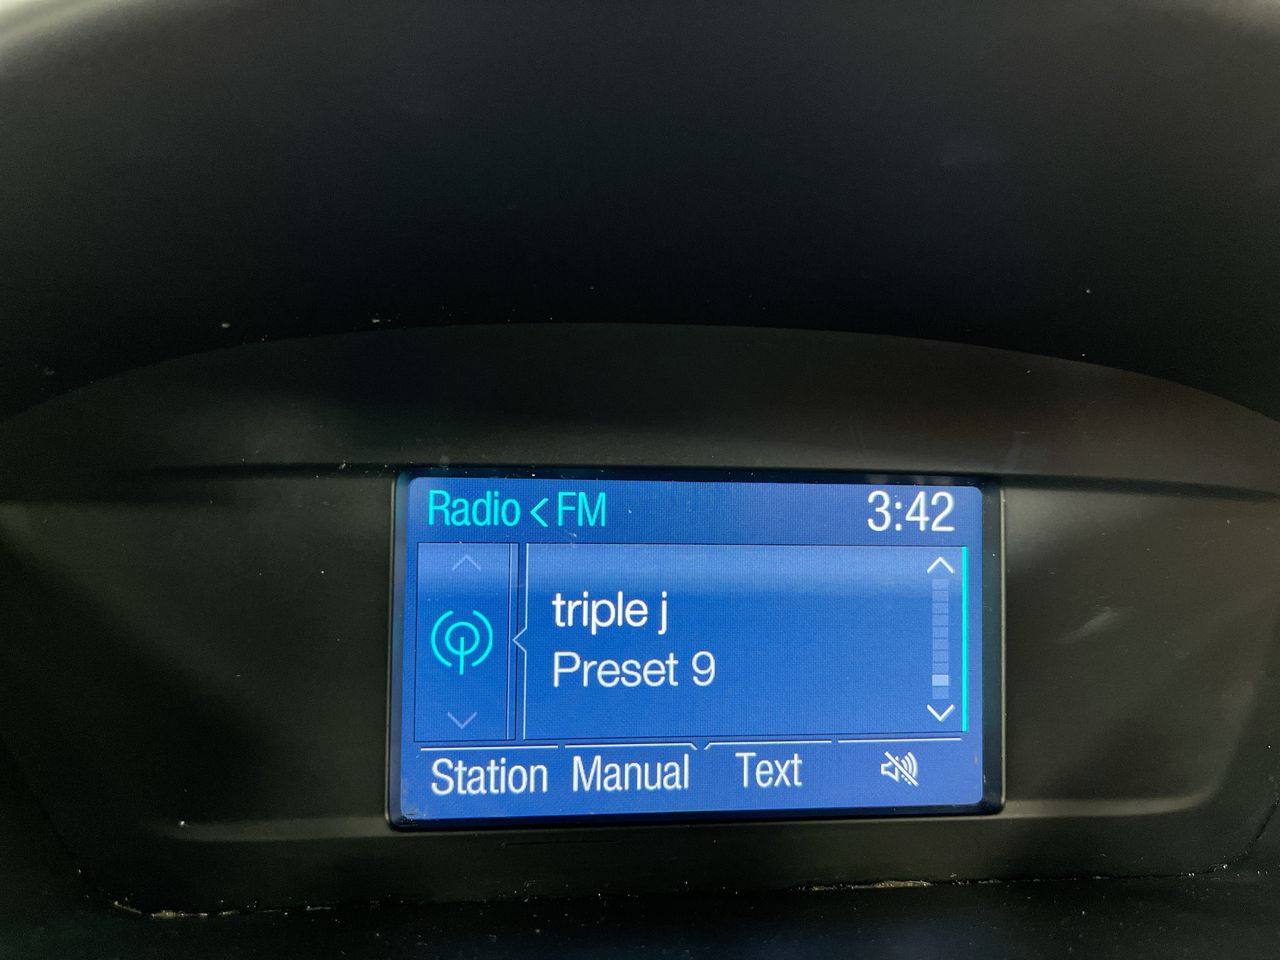 Radio < FM 3:42
triple j
Preset 9
Station Manual Text